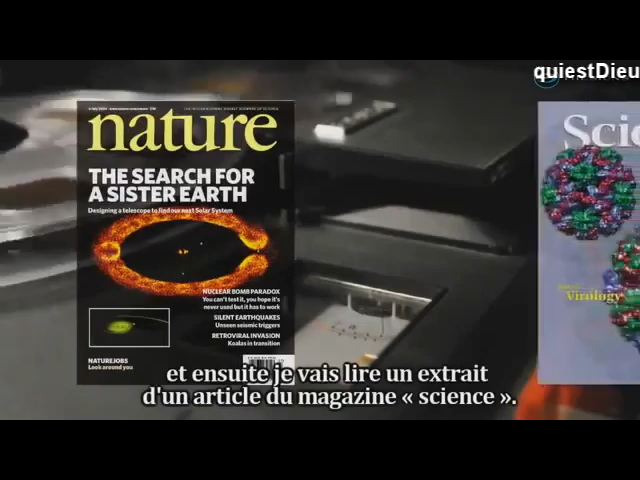 quiestDieu
nature
THE SEARCH FOR
A SISTER EARTH
Designing a telescope to find our next Solar System
NUCLEAR BOMB PARADOX
You can't test it, you hope it's
never used but it has to work
SILENT EARTHQUAKES
Unseen seismic triggers
RETROVIRAL INVASION
Koalas in transition
NATUREJOBS
Look around you
Scie
Virology
et ensuite je vais lire un extrait
d'un article du magazine « science ».